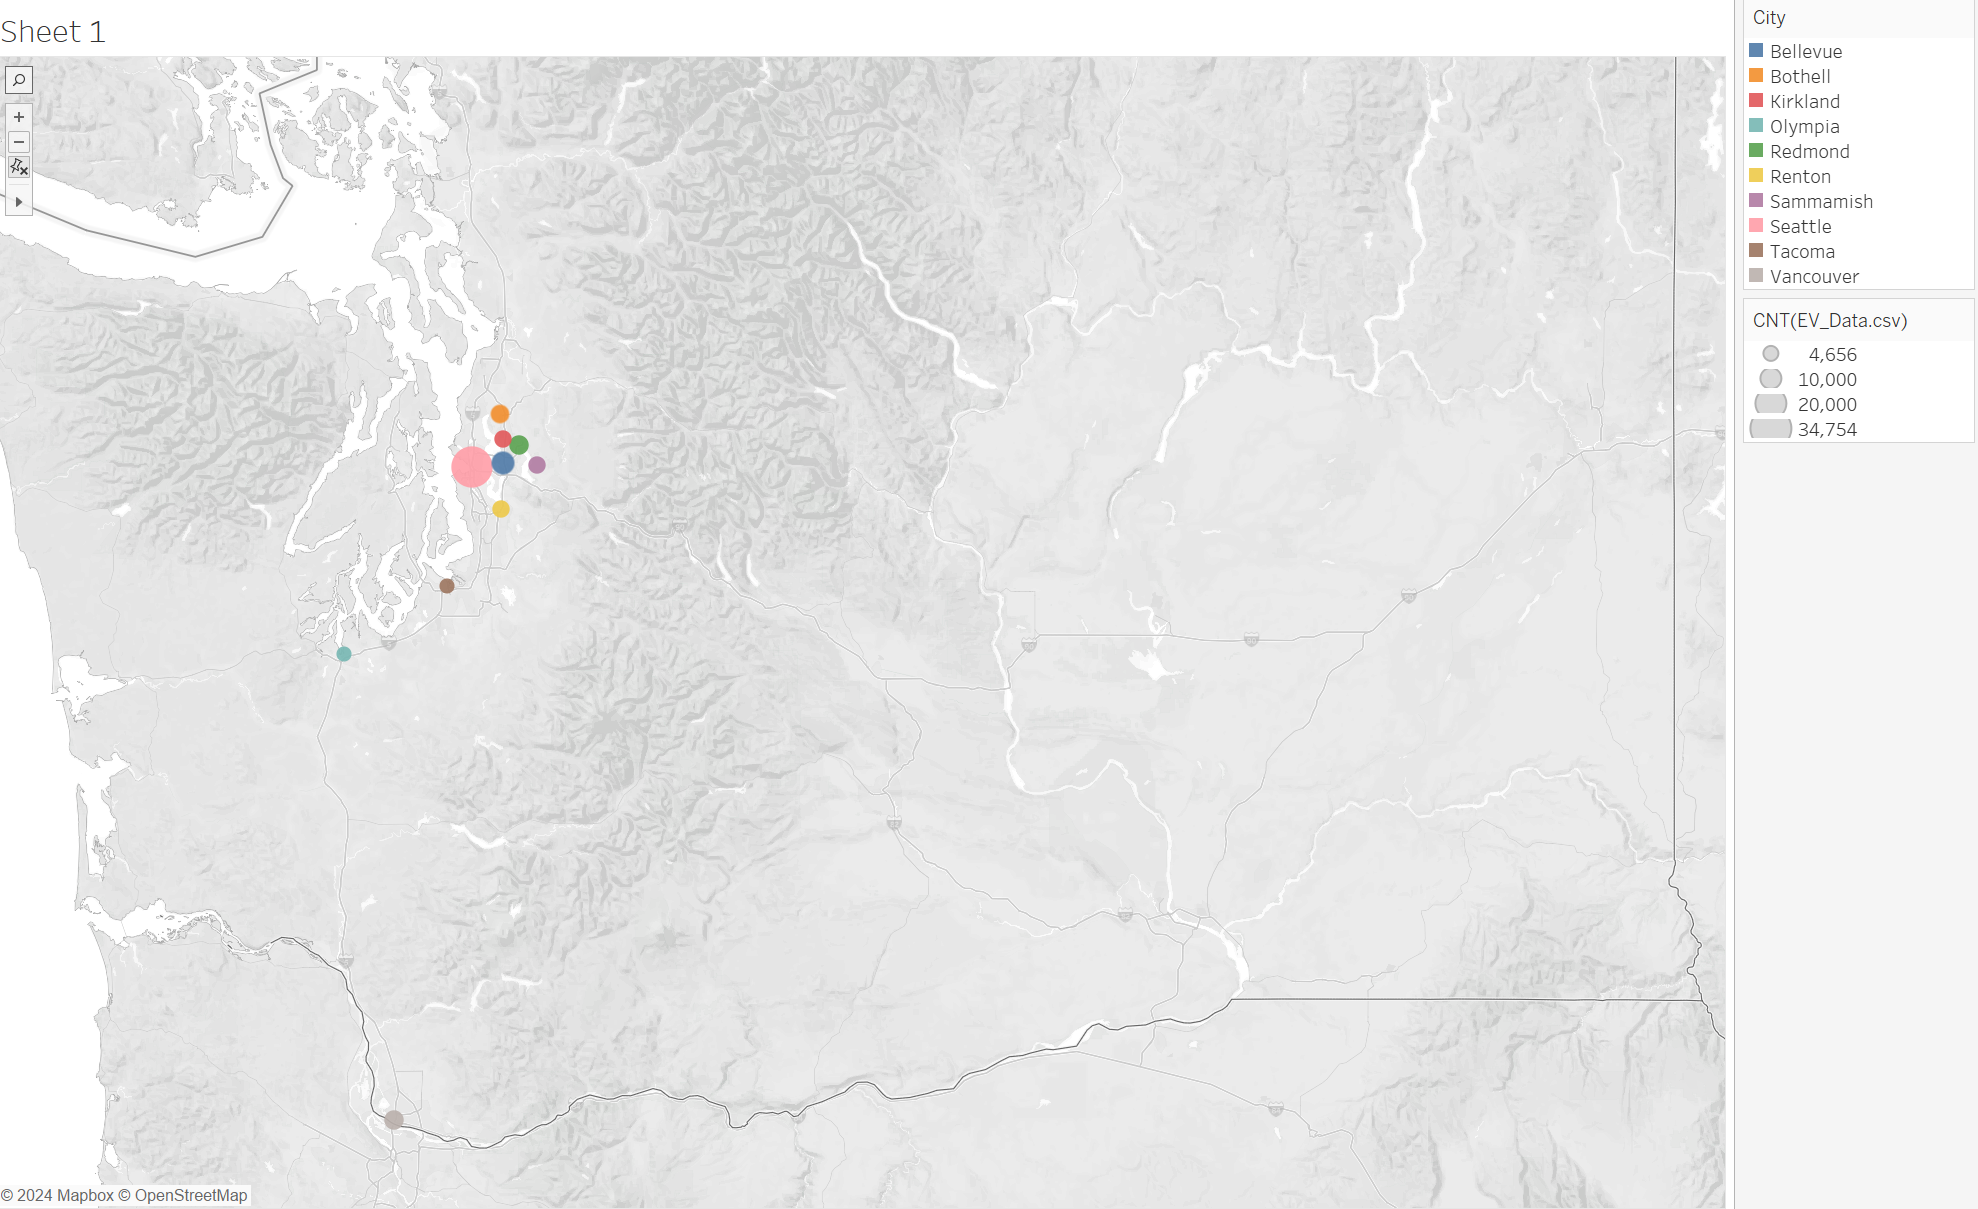 Sheet 1
City
Bellevue
Bothell
Kirkland
Olympia
Redmond
Renton
Sammamish
Seattle
Tacoma
Vancouver
CNT(EV_Data.csv)
4,656
10,000
20,000
34,754
© 2024 Mapbox © OpenStreetMap